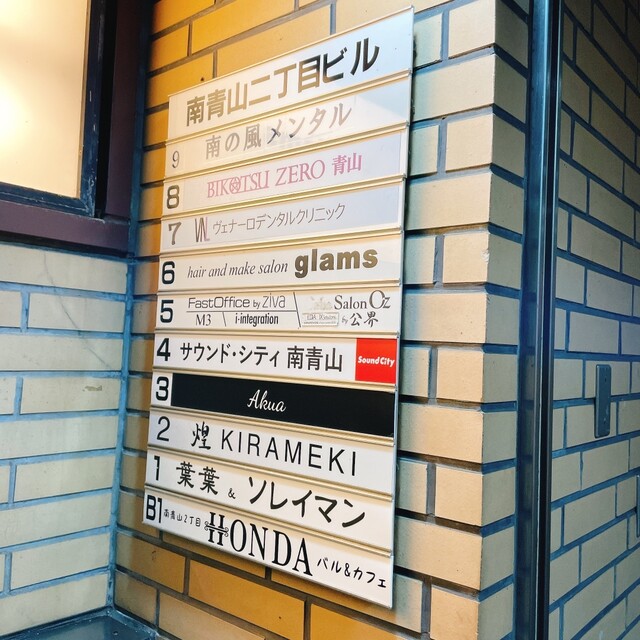 南青山二丁目ビル
9 南の風メンタル
8 BIKOTSU ZERO 青山
7 ヴェナーロデンタルクリニック
6 hair and make salon glams
5 FastOffice by ZIVA M3 i-integration Salon Oz by 公界
4 サウンド・シティ 南青山 Sound City
3 Akua
2 煌 KIRAMEKI
1 葉葉 & ソレイマン
B1 南青山2丁目 HONDA バル&カフェ